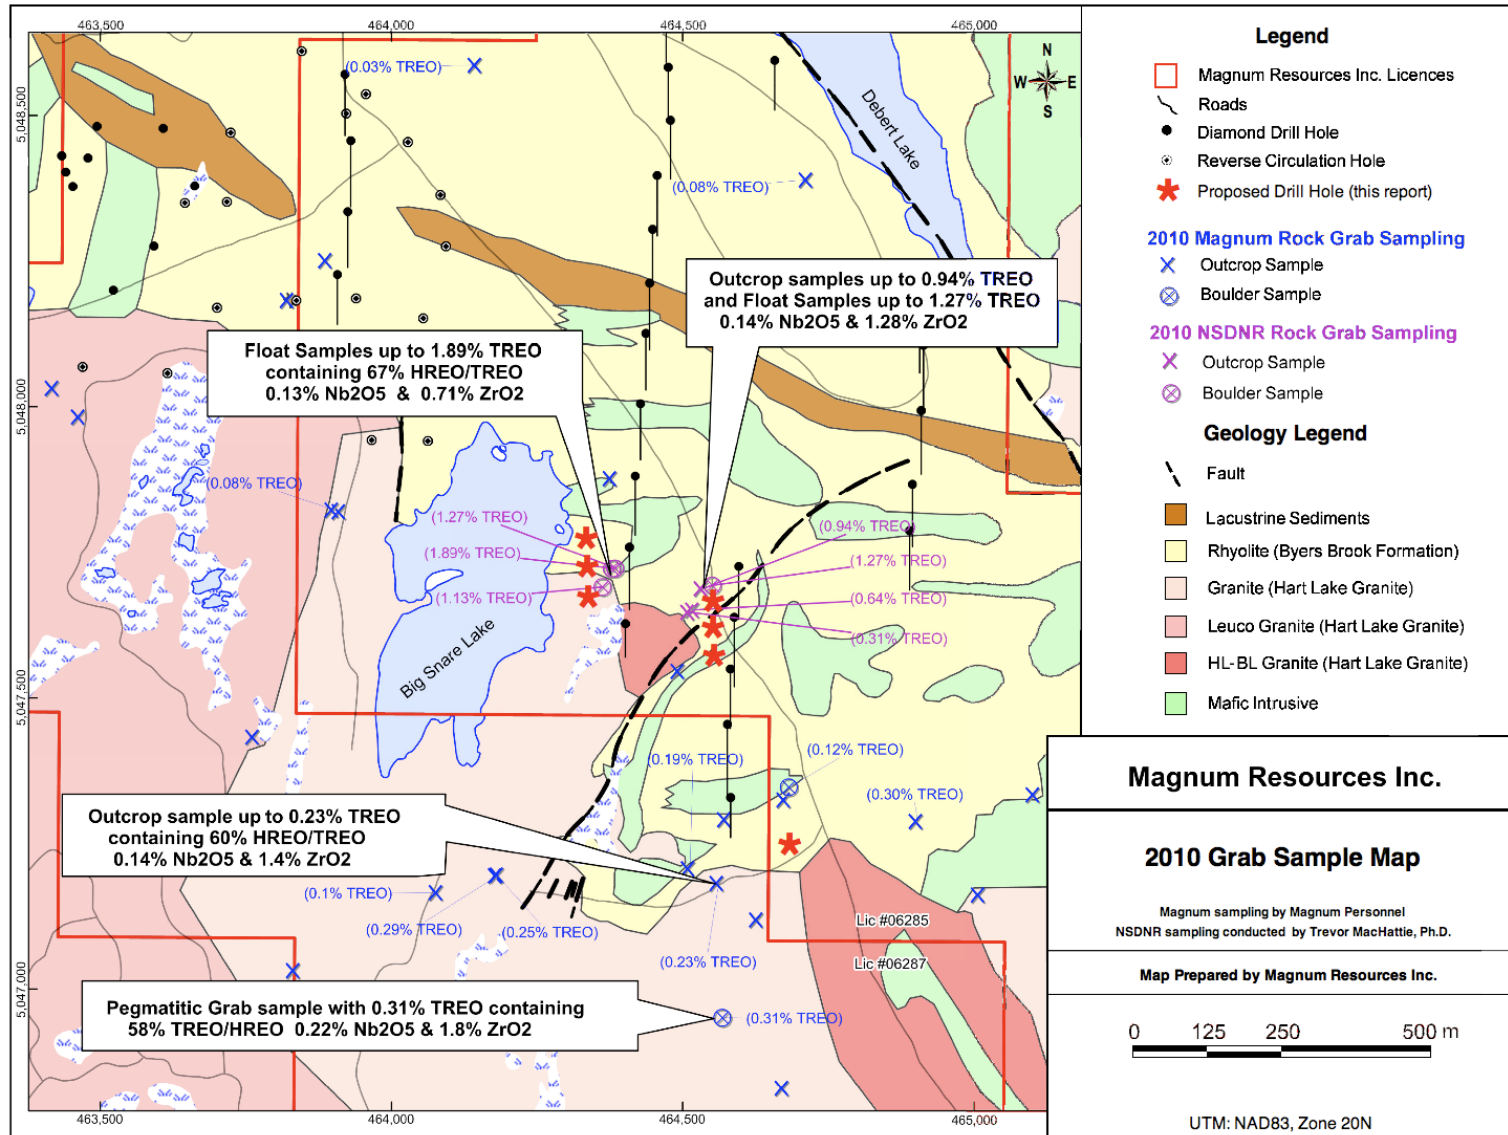 463,500
464,000
464,500
465,000
5,048,500
5,048,000
5,047,500
5,047,000
N
W E
S
(0.03% TREO)
Debert Lake
(0.08% TREO)
Outcrop samples up to 0.94% TREO
and Float Samples up to 1.27% TREO
0.14% Nb2O5 & 1.28% ZrO2
Float Samples up to 1.89% TREO
containing 67% HREO/TREO
0.13% Nb2O5 & 0.71% ZrO2
(0.08% TREO)
(1.27% TREO)
(1.89% TREO)
(1.13% TREO)
(0.94% TREO)
(1.27% TREO)
(0.64% TREO)
(0.31% TREO)
Big Snare Lake
(0.19% TREO)
(0.12% TREO)
(0.30% TREO)
Outcrop sample up to 0.23% TREO
containing 60% HREO/TREO
0.14% Nb2O5 & 1.4% ZrO2
(0.1% TREO)
(0.29% TREO)
(0.25% TREO)
(0.23% TREO)
Lic #06285
Lic #06287
Pegmatitic Grab sample with 0.31% TREO containing
58% TREO/HREO 0.22% Nb2O5 & 1.8% ZrO2
(0.31% TREO)
463,500
464,000
464,500
465,000
Legend
Magnum Resources Inc. Licences
Roads
Diamond Drill Hole
Reverse Circulation Hole
Proposed Drill Hole (this report)
2010 Magnum Rock Grab Sampling
Outcrop Sample
Boulder Sample
2010 NSDNR Rock Grab Sampling
Outcrop Sample
Boulder Sample
Geology Legend
Fault
Lacustrine Sediments
Rhyolite (Byers Brook Formation)
Granite (Hart Lake Granite)
Leuco Granite (Hart Lake Granite)
HL-BL Granite (Hart Lake Granite)
Mafic Intrusive
Magnum Resources Inc.
2010 Grab Sample Map
Magnum sampling by Magnum Personnel
NSDNR sampling conducted by Trevor MacHattie, Ph.D.
Map Prepared by Magnum Resources Inc.
0 125 250 500 m
UTM: NAD83, Zone 20N